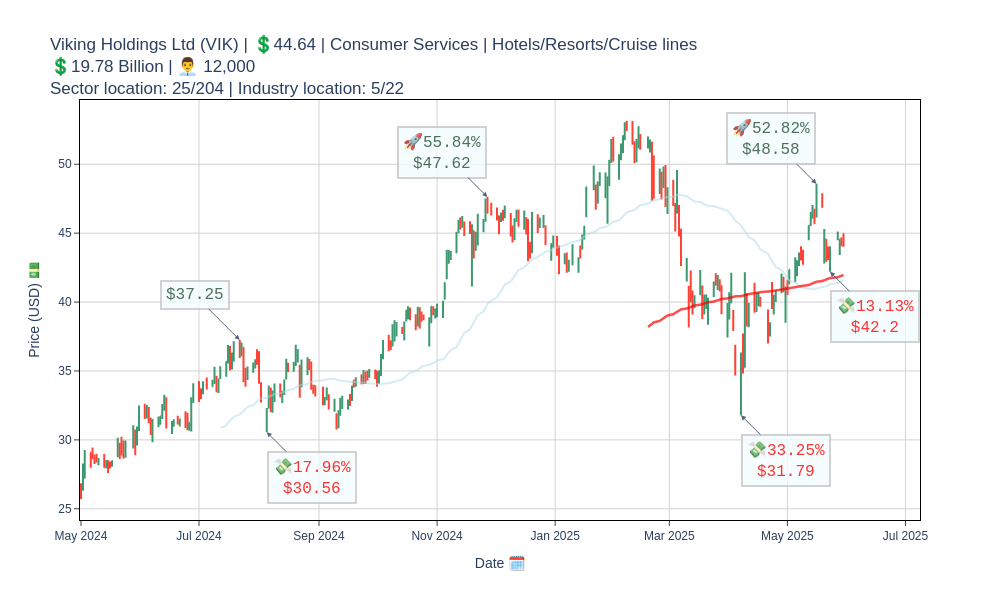 Viking Holdings Ltd (VIK) | 💲44.64 | Consumer Services | Hotels/Resorts/Cruise lines
💲19.78 Billion | 👨‍💼 12,000
Sector location: 25/204 | Industry location: 5/22
🚀55.84%
$47.62
🚀52.82%
$48.58
$37.25
💸13.13%
$42.2
💸17.96%
$30.56
💸33.25%
$31.79
Price (USD) 💵
50
45
40
35
30
25
May 2024
Jul 2024
Sep 2024
Nov 2024
Jan 2025
Mar 2025
May 2025
Jul 2025
Date 🗓️